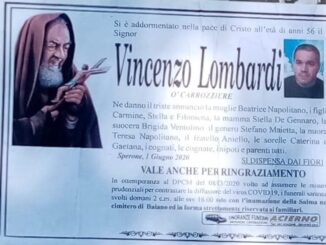 Si è addormentato nella pace di Cristo all'età di anni 56 il
Signor
Vincenzo Lombardi
O' CARROZZIERE
Ne danno il triste annuncio la moglie Beatrice Napolitano, i figli
Carmine, Stella e Filomena, la mamma Stella De Gennaro, la
suocera Brigida Ventolino, il genero Stefano Maietta, la
Teresa Napolitano, il fratello Aniello, le sorelle Caterina
Gaetana, i cognati, le cognate, i nipoti e parenti tutti.
Sperone, 1 Giugno 2020
SI DISPENSA DAI FIORI
VALE ANCHE PER RINGRAZIAMENTO
In ottemperanza al DPCM del 08/03/2020 volto ad assumere misure
prudenziali per contrastare la diffusione del virus COVID19, i funerali
svolti domani 2 c.m. alle ore 18.00 solo con l'inumazione della Salma nel
cimitero di Baiano ed in forma strettamente riservata ai familiari.
ONORANZE FUNEBRI ACIERNO